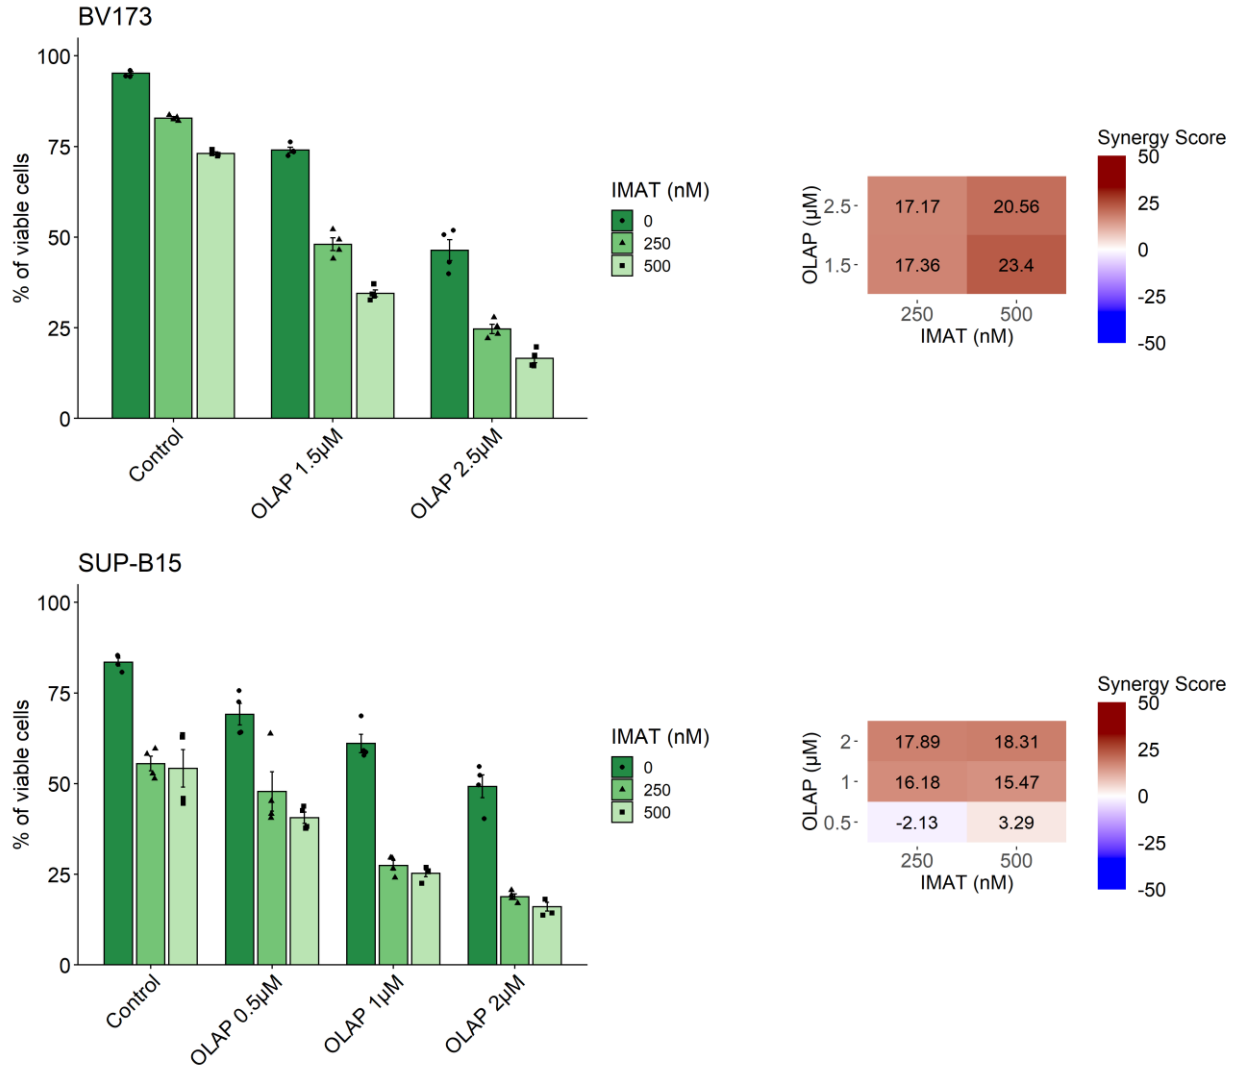 BV173
% of viable cells
100
75
50
25
0
Control
OLAP 1.5µM
OLAP 2.5µM
IMAT (nM)
0
250
500
OLAP (µM)
2.5
1.5
17.17 20.56
17.36 23.4
250 500
IMAT (nM)
Synergy Score
50
25
0
-25
-50
SUP-B15
% of viable cells
100
75
50
25
0
Control
OLAP 0.5µM
OLAP 1µM
OLAP 2µM
IMAT (nM)
0
250
500
OLAP (µM)
2
1
0.5
17.89 18.31
16.18 15.47
-2.13 3.29
250 500
IMAT (nM)
Synergy Score
50
25
0
-25
-50